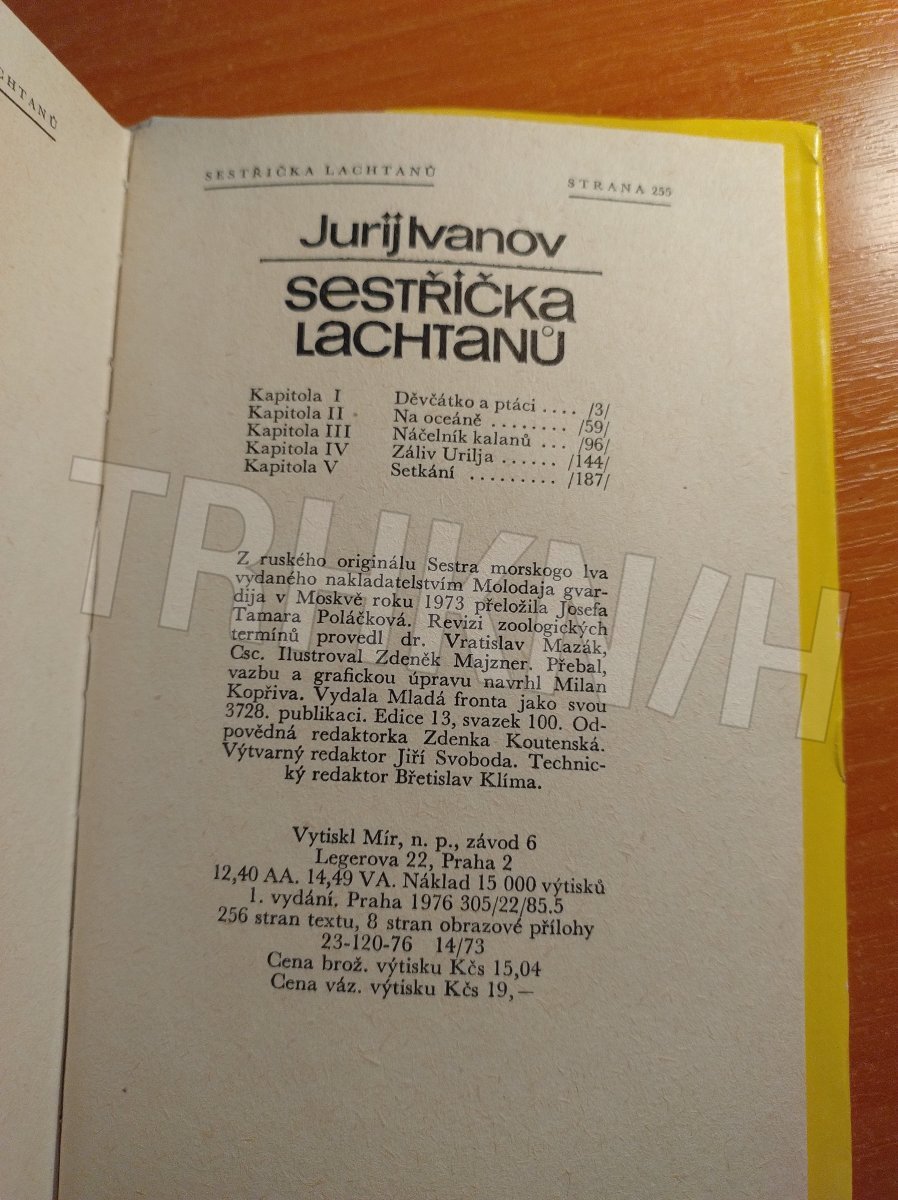 CHTANŮ
SESTŘIČKA LACHTANŮ
STRANA 255
Jurij Ivanov
SESTŘIČKA
LACHTANŮ
Kapitola I Děvčátko a ptáci .... /3/
Kapitola II Na oceáně ........ /59/
Kapitola III Náčelník kalanů ... /96/
Kapitola IV Záliv Urilja ...... /144/
Kapitola V Setkání ......... /187/
Z ruského originálu Sestra morskogo lva
vydaného nakladatelstvím Molodaja gvar-
dija v Moskvě roku 1973 přeložila Josefa
Tamara Poláčková. Revizi zoologických
termínů provedl dr. Vratislav Mazák,
Csc. Ilustroval Zdeněk Majzner. Přebal,
vazbu a grafickou úpravu navrhl Milan
Kopřiva. Vydala Mladá fronta jako svou
3728. publikaci. Edice 13, svazek 100. Od-
povědná redaktorka Zdenka Koutenská.
Výtvarný redaktor Jiří Svoboda. Technic-
ký redaktor Břetislav Klíma.
Vytiskl Mír, n. p., závod 6
Legerova 22, Praha 2
12,40 AA. 14,49 VA. Náklad 15 000 výtisků
1. vydání. Praha 1976 305/22/85.5
256 stran textu, 8 stran obrazové přílohy
23-120-76 14/73
Cena brož. výtisku Kčs 15,04
Cena váz. výtisku Kčs 19,—